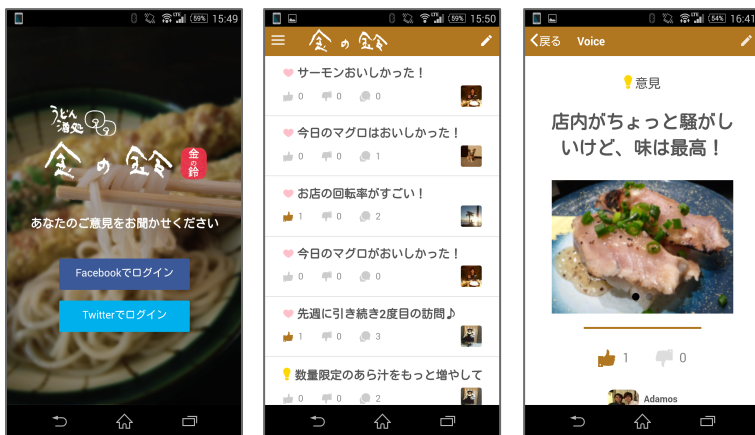 59% 15:49
うどん
酒処
金の鈴
金の鈴
あなたのご意見をお聞かせください
Facebookでログイン
Twitterでログイン
59% 15:50
金の鈴
サーモンおいしかった！
0 0 0
今日のマグロはおいしかった！
0 0 1
お店の回転率がすごい！
1 0 2
今日のマグロがおいしかった！
0 0 0
先週に引き続き2度目の訪問♪
1 0 3
数量限定のあら汁をもっと増やして
0 0 2
54% 16:41
戻る Voice
意見
店内がちょっと騒がし
いけど、味は最高！
1 0
Adamos